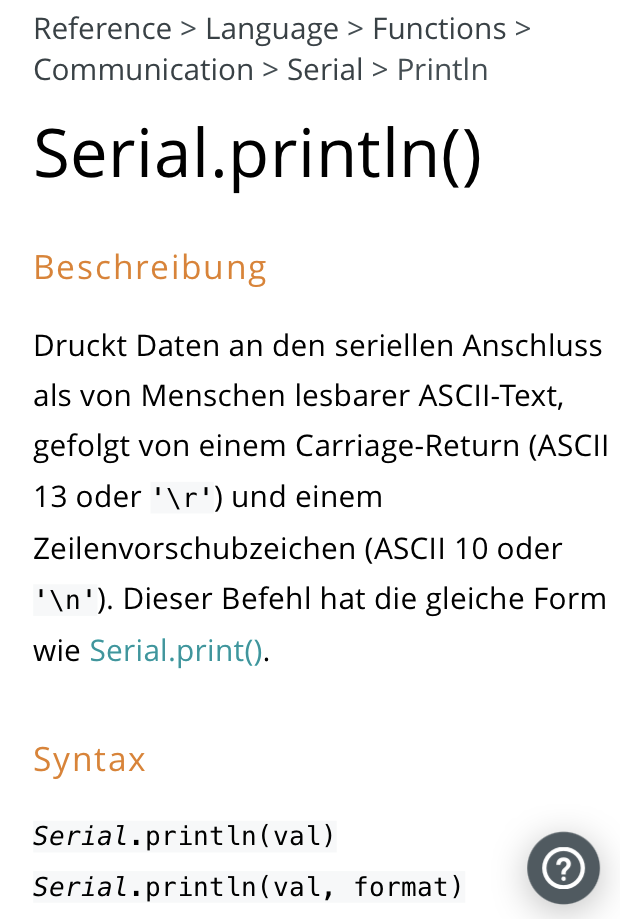 Reference > Language > Functions >
Communication > Serial > Println
Serial.println()
Beschreibung
Druckt Daten an den seriellen Anschluss
als von Menschen lesbarer ASCII-Text,
gefolgt von einem Carriage-Return (ASCII
13 oder '\r') und einem
Zeilenvorschubzeichen (ASCII 10 oder
'\n'). Dieser Befehl hat die gleiche Form
wie Serial.print().
Syntax
Serial.println(val)
Serial.println(val, format)
?